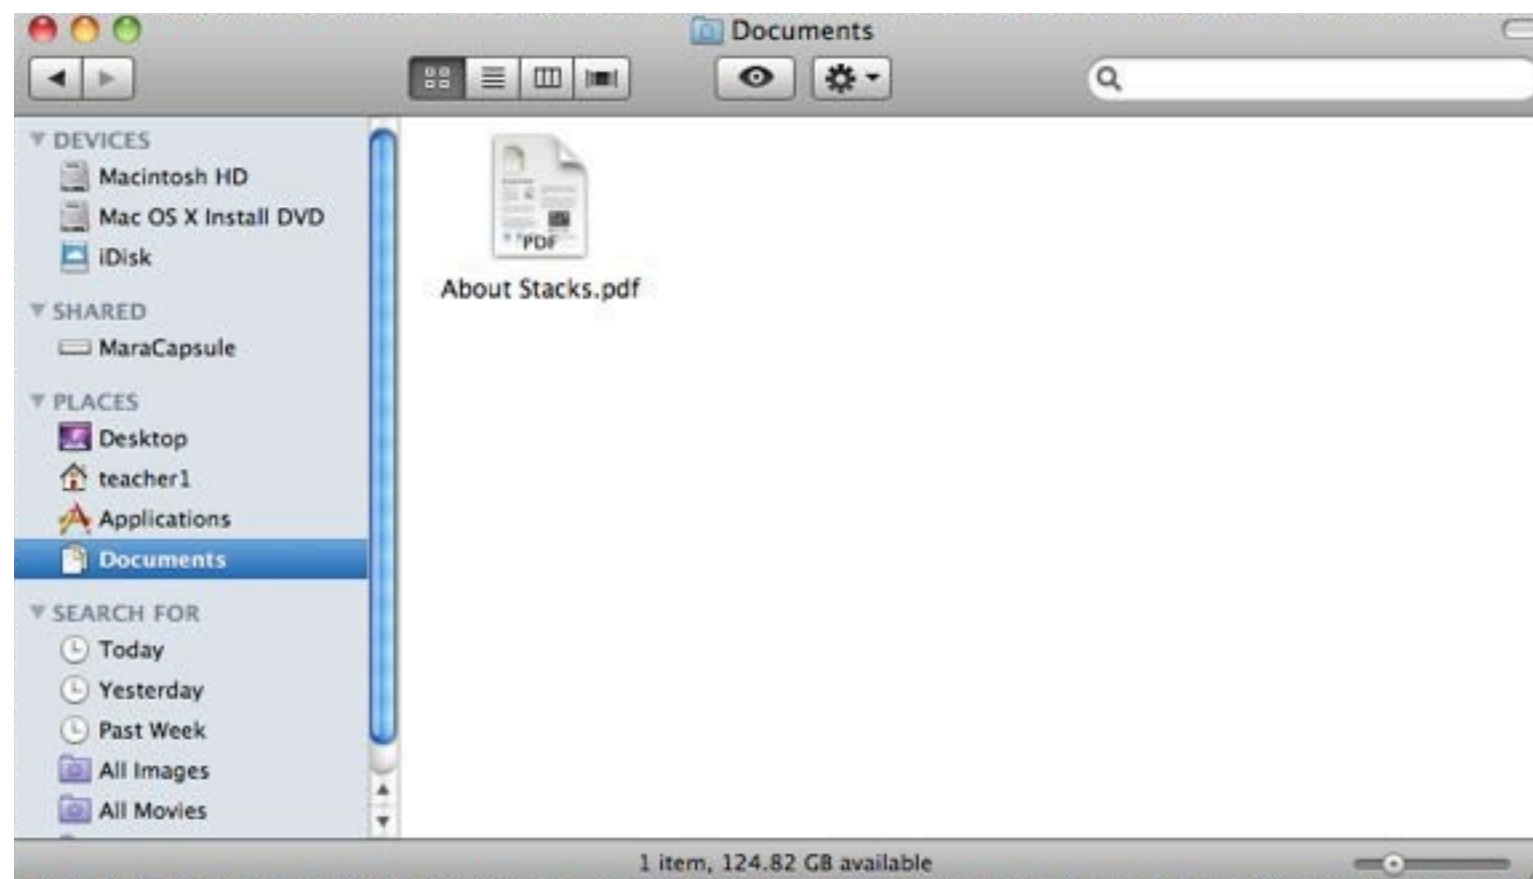 Documents
DEVICES
Macintosh HD
Mac OS X Install DVD
iDisk
SHARED
MaraCapsule
PLACES
Desktop
teacher1
Applications
Documents
SEARCH FOR
Today
Yesterday
Past Week
All Images
All Movies
PDF
About Stacks.pdf
1 item, 124.82 GB available